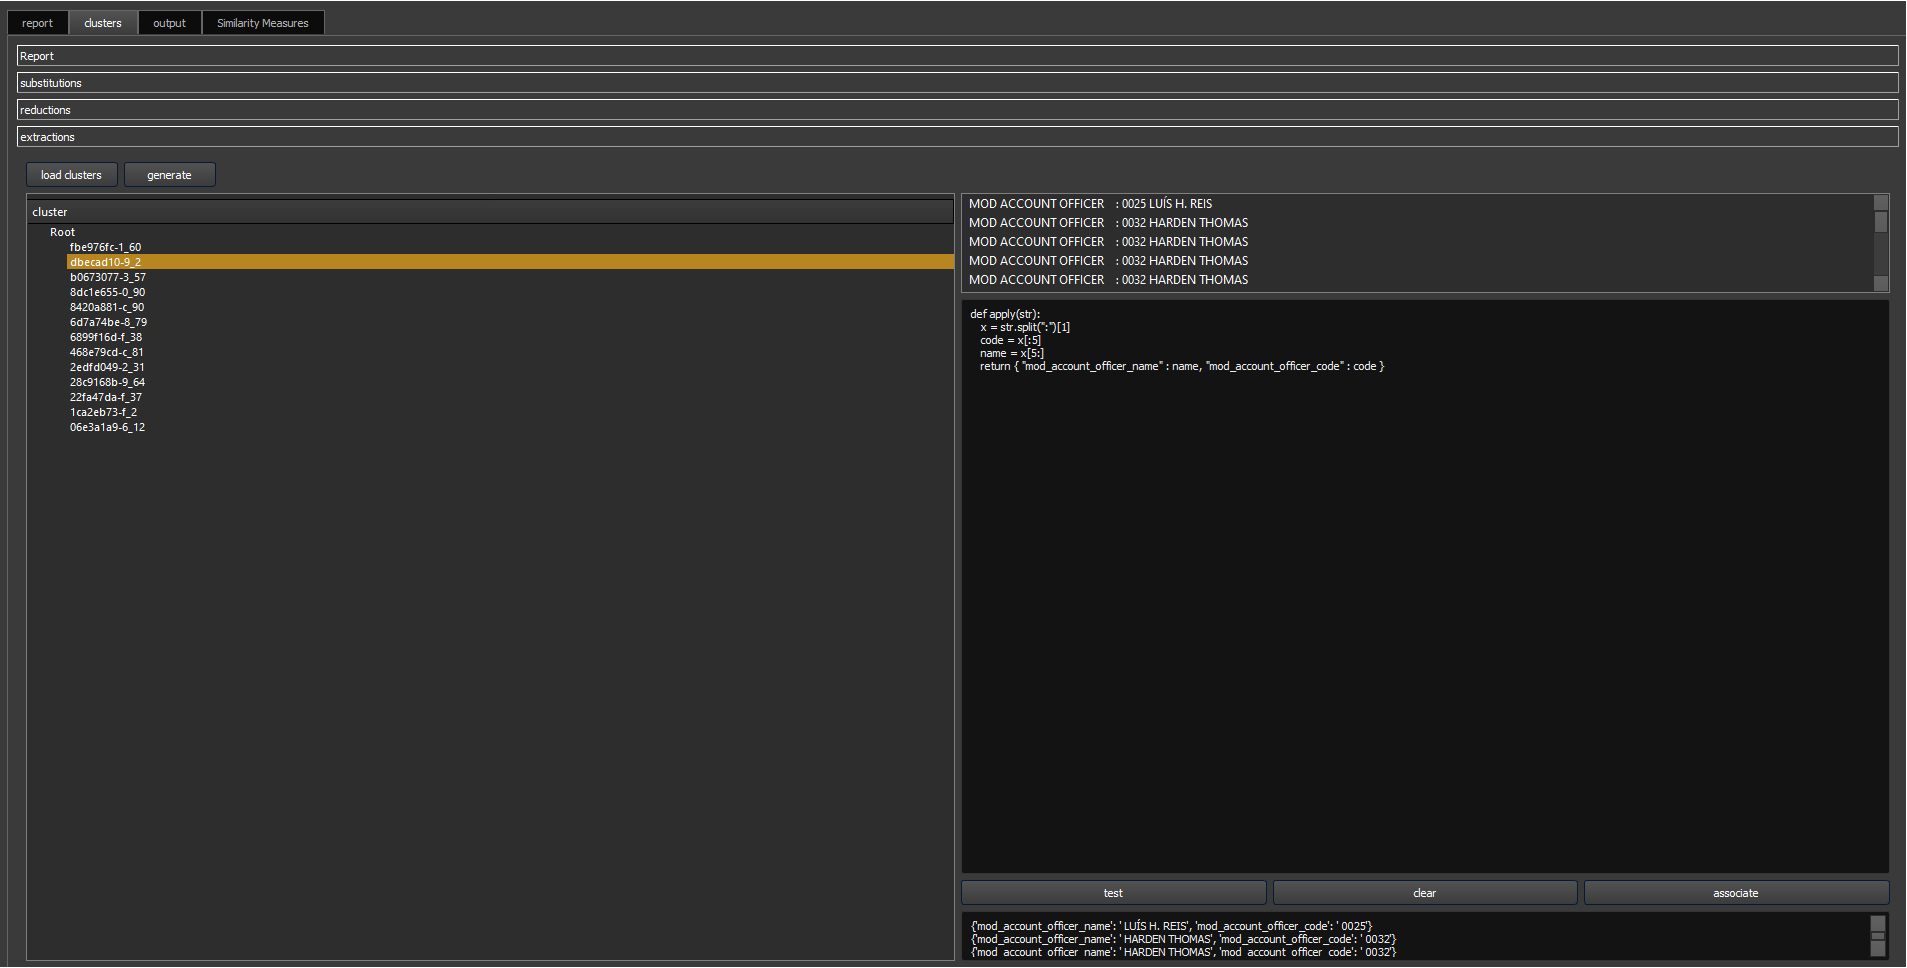 report clusters output Similarity Measures
Report
substitutions
reductions
extractions
load clusters generate
cluster
Root
fbe976fc-1_60
dbecad10-9_2
b0673077-3_57
8dc1e655-0_90
8420a881-c_90
6d7a74be-8_79
6899f16d-f_38
468e79cd-c_81
2edfd049-2_31
28c9168b-9_64
22fa47da-f_37
1ca2eb73-f_2
06e3a1a9-6_12
MOD ACCOUNT OFFICER : 0025 LUÍS H. REIS
MOD ACCOUNT OFFICER : 0032 HARDEN THOMAS
MOD ACCOUNT OFFICER : 0032 HARDEN THOMAS
MOD ACCOUNT OFFICER : 0032 HARDEN THOMAS
MOD ACCOUNT OFFICER : 0032 HARDEN THOMAS
def apply(str):
x = str.split(":")[1]
code = x[:5]
name = x[5:]
return { "mod_account_officer_name" : name, "mod_account_officer_code" : code }
test clear associate
{'mod_account_officer_name': ' LUÍS H. REIS', 'mod_account_officer_code': ' 0025'}
{'mod_account_officer_name': ' HARDEN THOMAS', 'mod_account_officer_code': ' 0032'}
{'mod_account_officer_name': ' HARDEN THOMAS', 'mod_account_officer_code': ' 0032'}